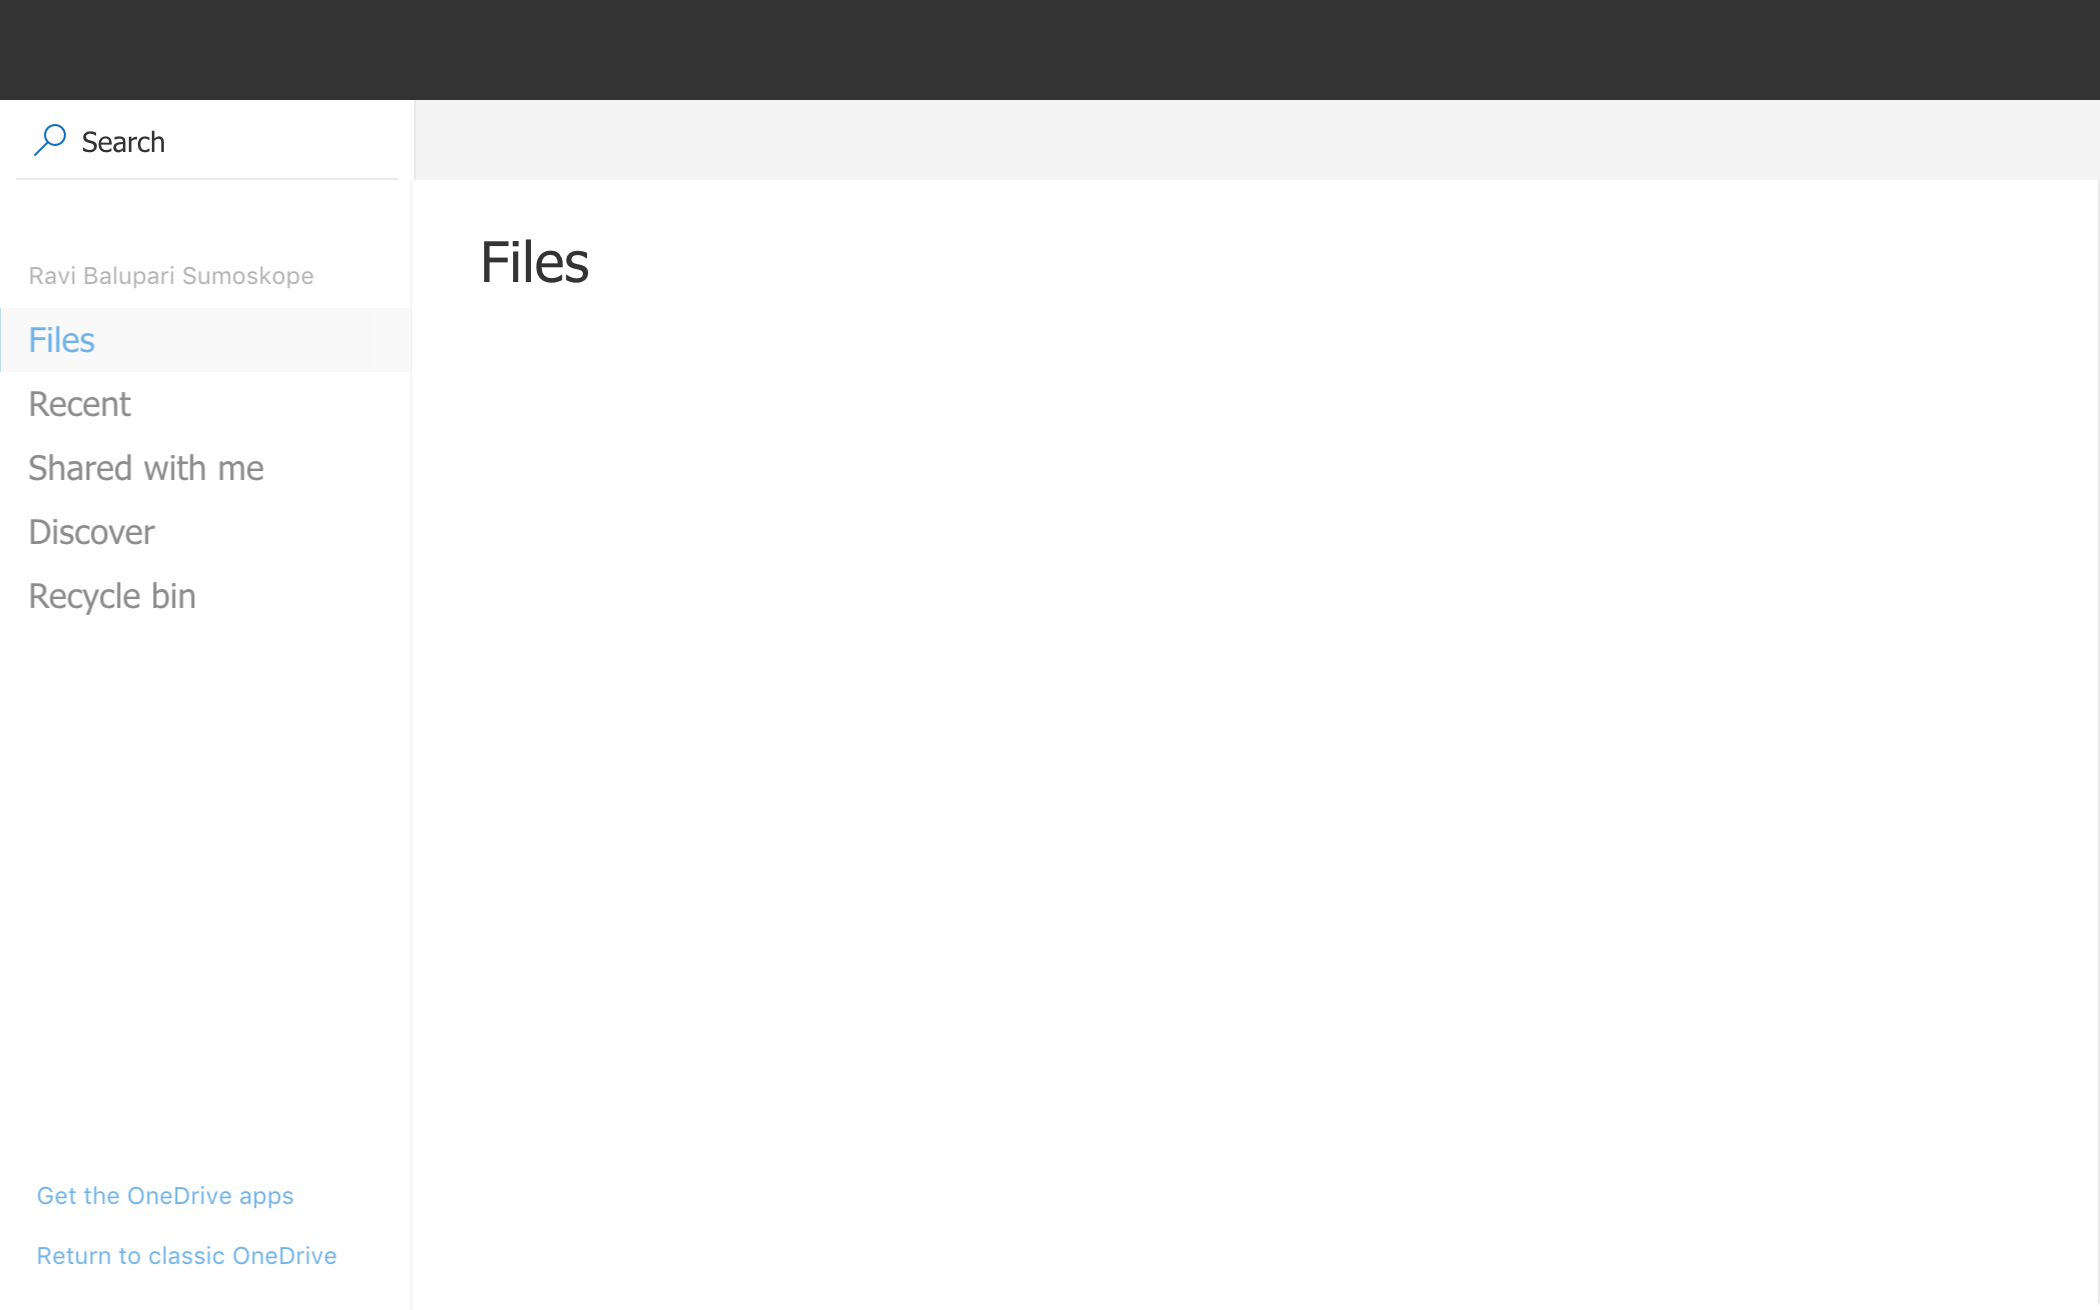 Search
Files
Ravi Balupari Sumoskope
Files
Recent
Shared with me
Discover
Recycle bin
Get the OneDrive apps
Return to classic OneDrive